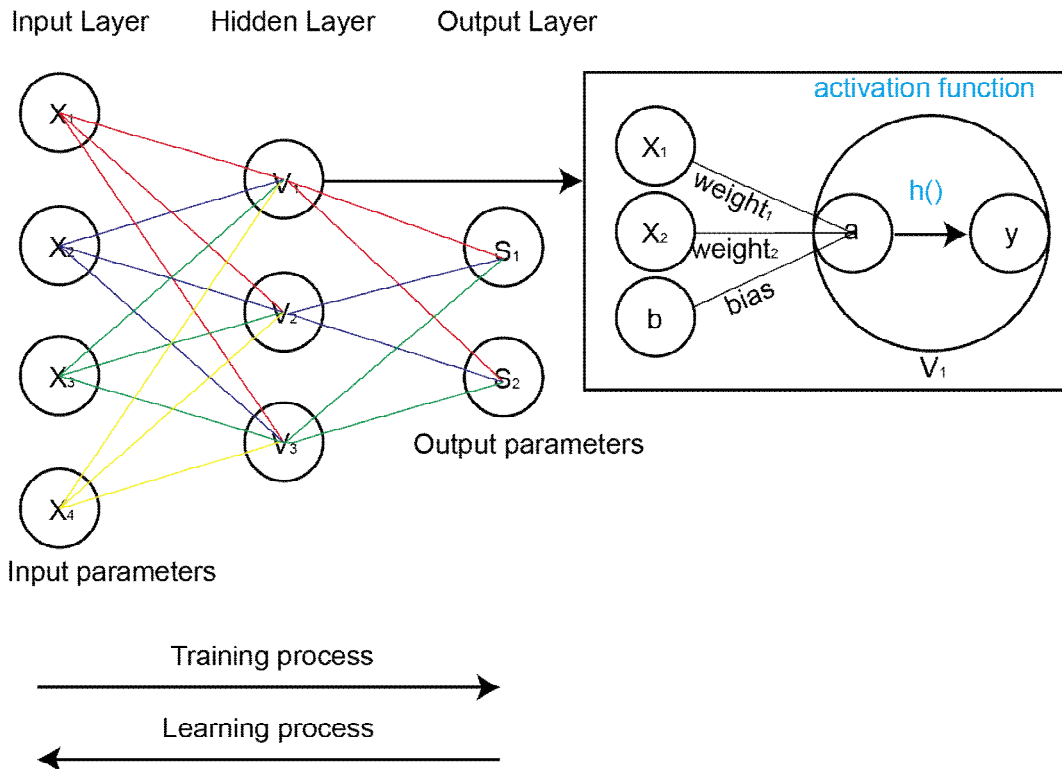 Input Layer
Hidden Layer
Output Layer
X₁
X₂
X₃
X₄
Input parameters
V₁
V₂
V₃
S₁
S₂
Output parameters
activation function
X₁
weight₁
X₂
weight₂
b
bias
a
h()
y
V₁
Training process
Learning process